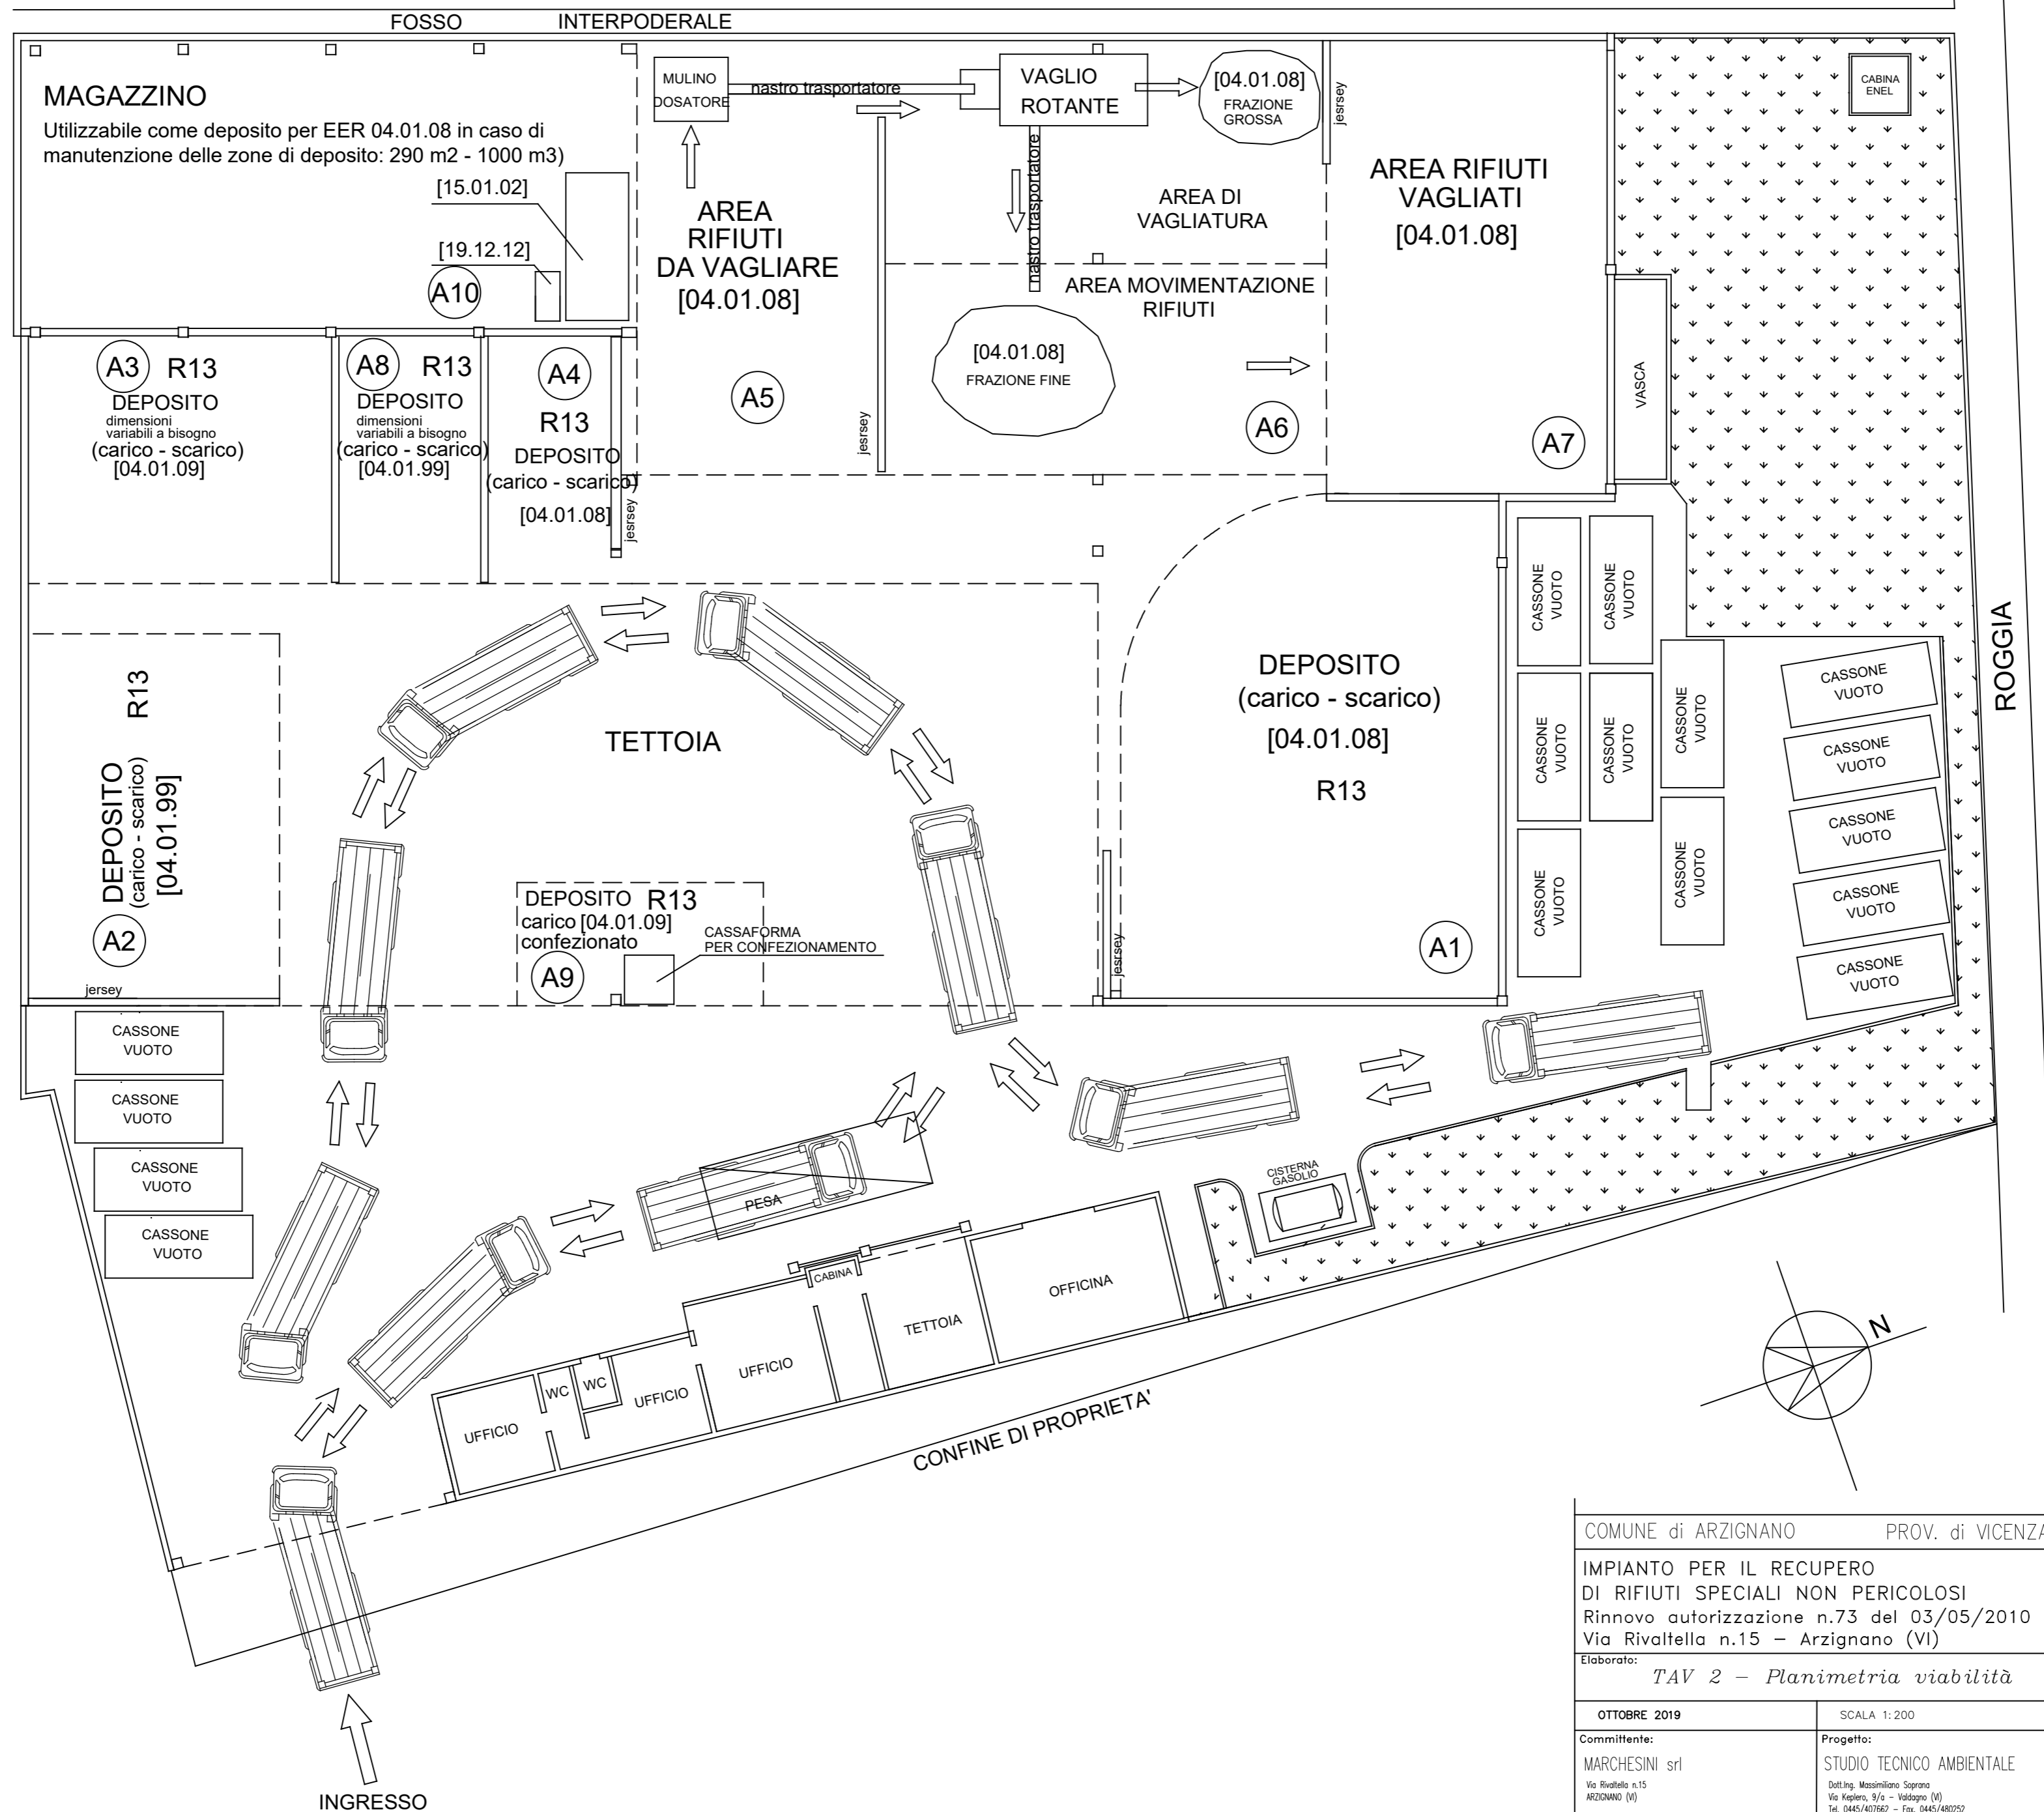 FOSSO INTERPODERALE
MAGAZZINO
Utilizzabile come deposito per EER 04.01.08 in caso di
manutenzione delle zone di deposito: 290 m2 - 1000 m3)
[15.01.02]
[19.12.12]
A10
MULINO
DOSATORE
nastro trasportatore
VAGLIO
ROTANTE
[04.01.08]
FRAZIONE
GROSSA
jesrsey
CABINA
ENEL
AREA
RIFIUTI
DA VAGLIARE
[04.01.08]
nastro trasportatore
AREA DI
VAGLIATURA
AREA RIFIUTI
VAGLIATI
[04.01.08]
AREA MOVIMENTAZIONE
RIFIUTI
[04.01.08]
FRAZIONE FINE
A3 R13
DEPOSITO
dimensioni
variabili a bisogno
(carico - scarico)
[04.01.09]
A8 R13
DEPOSITO
dimensioni
variabili a bisogno
(carico - scarico)
[04.01.99]
A4
R13
DEPOSITO
(carico - scarico)
[04.01.08]
jesrsey
A5
jesrsey
A6
A7
VASCA
ROGGIA
R13
DEPOSITO
(carico - scarico)
[04.01.99]
A2
jersey
TETTOIA
DEPOSITO R13
carico [04.01.09]
confezionato
A9
CASSAFORMA
PER CONFEZIONAMENTO
DEPOSITO
(carico - scarico)
[04.01.08]
R13
A1
jesrsey
CASSONE
VUOTO
CASSONE
VUOTO
CASSONE
VUOTO
CASSONE
VUOTO
CASSONE
VUOTO
CASSONE
VUOTO
CASSONE
VUOTO
CASSONE
VUOTO
CASSONE
VUOTO
CASSONE
VUOTO
CASSONE
VUOTO
CASSONE
VUOTO
CASSONE
VUOTO
CASSONE
VUOTO
CASSONE
VUOTO
CASSONE
VUOTO
PESA
CISTERNA
GASOLIO
CABINA
OFFICINA
TETTOIA
UFFICIO
UFFICIO
WC
WC
UFFICIO
CONFINE DI PROPRIETA'
N
INGRESSO
COMUNE di ARZIGNANO PROV. di VICENZA
IMPIANTO PER IL RECUPERO
DI RIFIUTI SPECIALI NON PERICOLOSI
Rinnovo autorizzazione n.73 del 03/05/2010
Via Rivaltella n.15 – Arzignano (VI)
Elaborato:
TAV 2 – Planimetria viabilità
OTTOBRE 2019
SCALA 1:200
Committente:
MARCHESINI srl
Via Rivaltella n.15
ARZIGNANO (VI)
Progetto:
STUDIO TECNICO AMBIENTALE
Dott.Ing. Massimiliano Soprana
Via Keplero, 9/a – Valdagno (VI)
Tel. 0445/407662 – Fax. 0445/480252